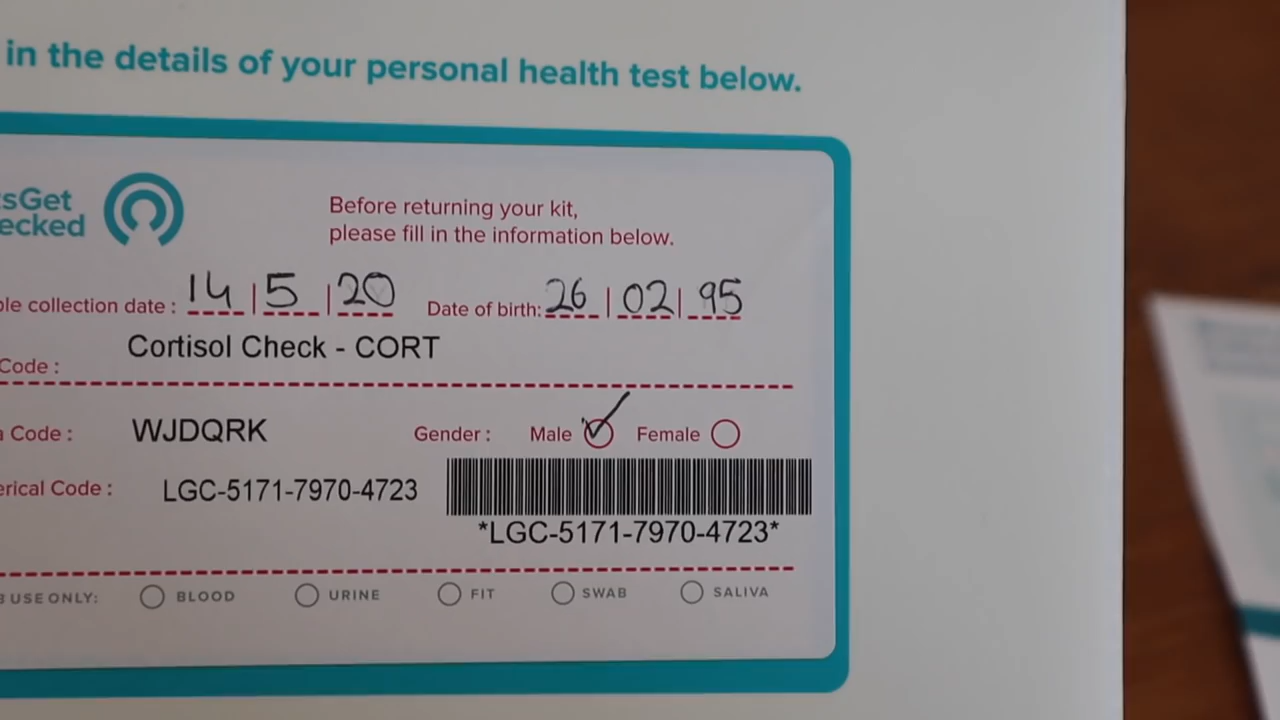 in the details of your personal health test below.
sGet
ecked
Before returning your kit,
please fill in the information below.
ple collection date : 14 | 5 | 20 Date of birth: 26 | 02 | 95
Cortisol Check - CORT
Code :
a Code : WJDQRK Gender : Male Female
erical Code : LGC-5171-7970-4723
*LGC-5171-7970-4723*
B USE ONLY: BLOOD URINE FIT SWAB SALIVA